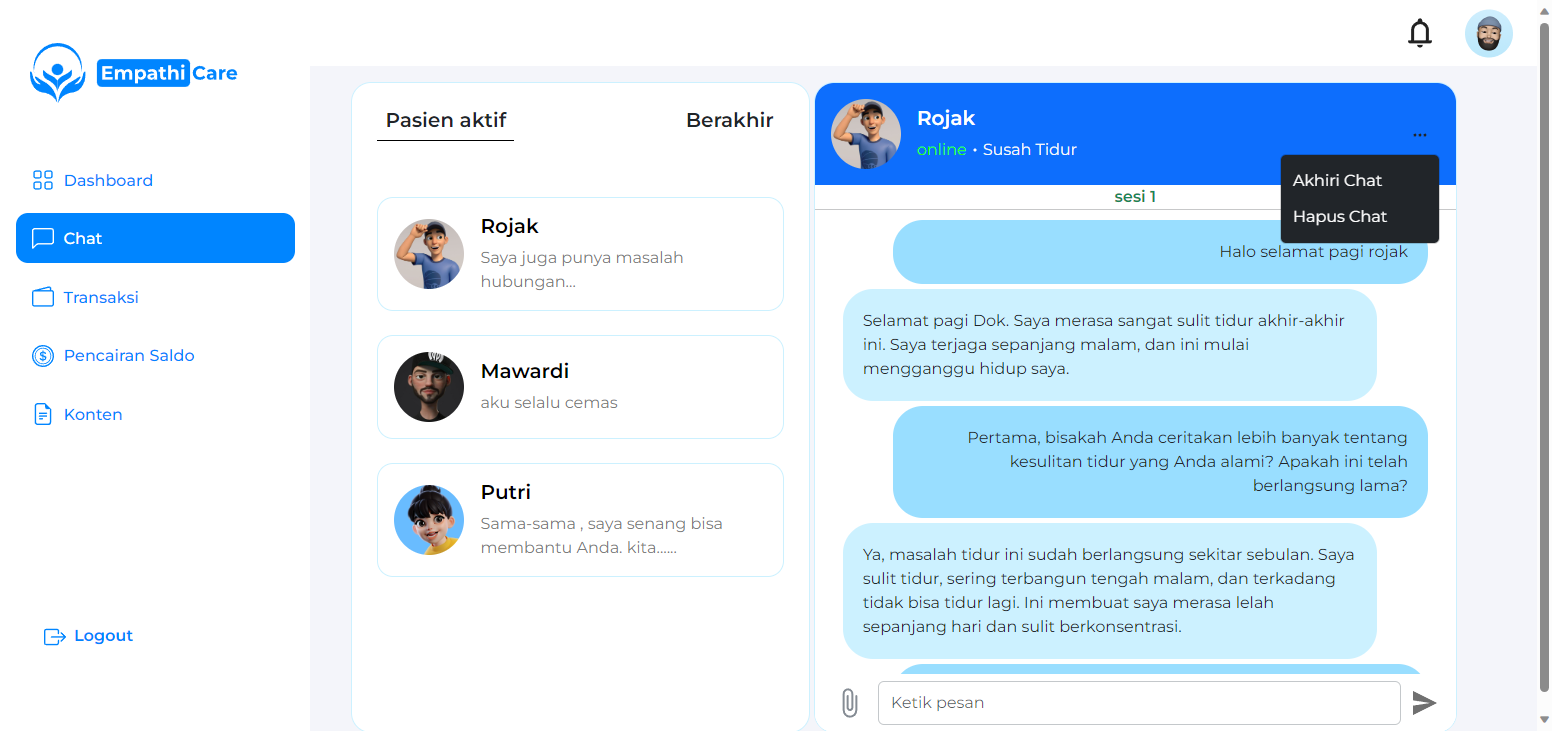 Empathi Care
Dashboard
Chat
Transaksi
Pencairan Saldo
Konten
Logout
Pasien aktif
Berakhir
Rojak
Saya juga punya masalah
hubungan...
Mawardi
aku selalu cemas
Putri
Sama-sama , saya senang bisa
membantu Anda. kita......
Rojak
online • Susah Tidur
...
Akhiri Chat
Hapus Chat
sesi 1
Halo selamat pagi rojak
Selamat pagi Dok. Saya merasa sangat sulit tidur akhir-akhir
ini. Saya terjaga sepanjang malam, dan ini mulai
mengganggu hidup saya.
Pertama, bisakah Anda ceritakan lebih banyak tentang
kesulitan tidur yang Anda alami? Apakah ini telah
berlangsung lama?
Ya, masalah tidur ini sudah berlangsung sekitar sebulan. Saya
sulit tidur, sering terbangun tengah malam, dan terkadang
tidak bisa tidur lagi. Ini membuat saya merasa lelah
sepanjang hari dan sulit berkonsentrasi.
Ketik pesan